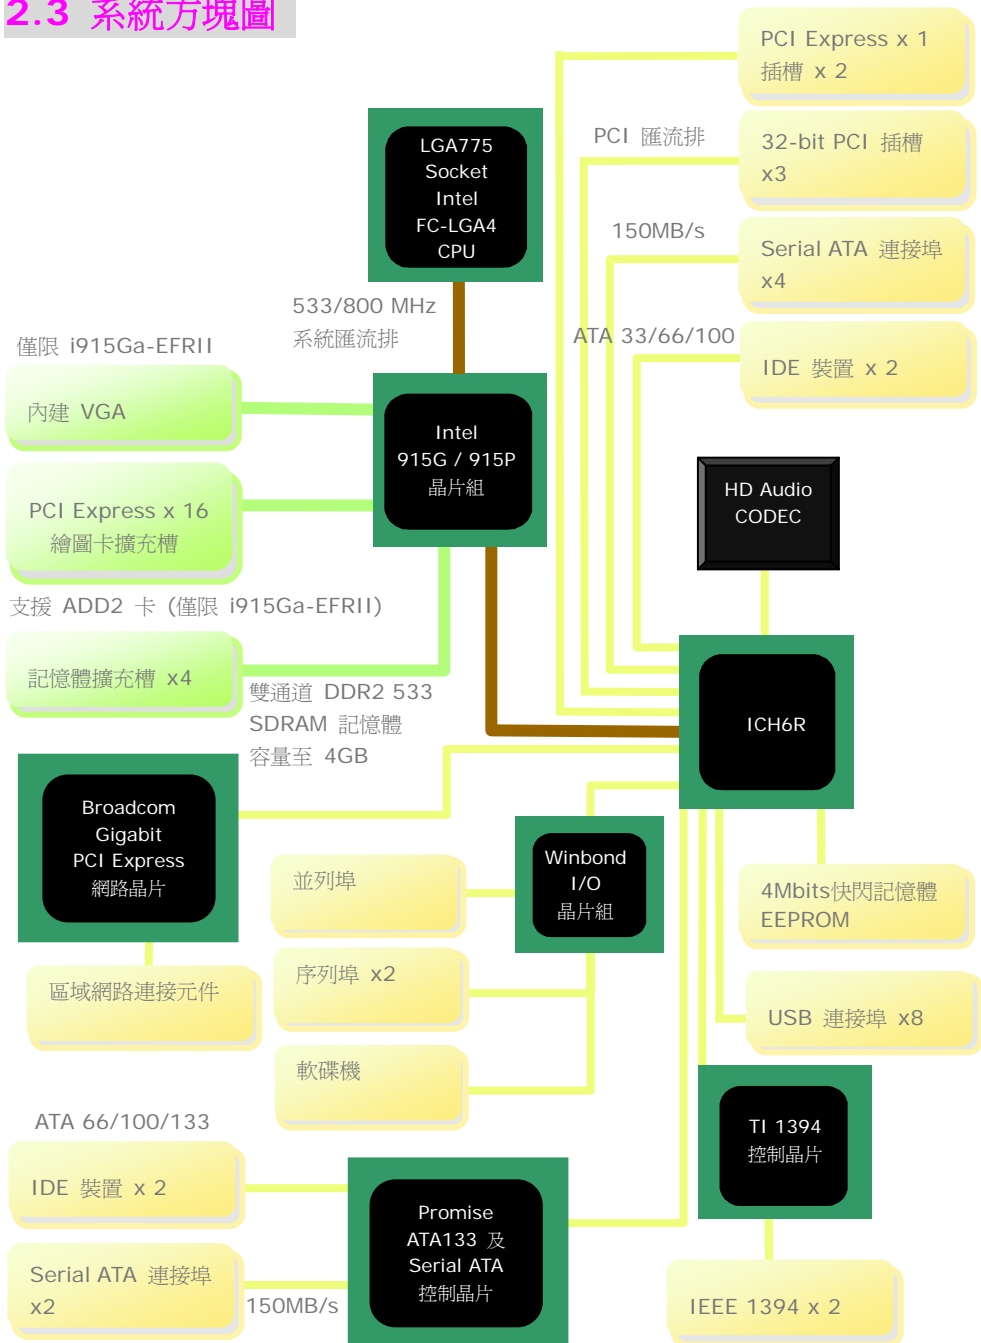 2.3 系統方塊圖
PCI Express x 1
插槽 x 2
PCI 匯流排
32-bit PCI 插槽
x3
LGA775
Socket
Intel
FC-LGA4
CPU
150MB/s
Serial ATA 連接埠
x4
533/800 MHz
系統匯流排
ATA 33/66/100
IDE 裝置 x 2
僅限 i915Ga-EFRII
內建 VGA
Intel
915G / 915P
晶片組
PCI Express x 16
繪圖卡擴充槽
HD Audio
CODEC
支援 ADD2 卡 (僅限 i915Ga-EFRII)
記憶體擴充槽 x4
雙通道 DDR2 533
SDRAM 記憶體
容量至 4GB
ICH6R
Broadcom
Gigabit
PCI Express
網路晶片
Winbond
I/O
晶片組
並列埠
4Mbits快閃記憶體
EEPROM
區域網路連接元件
序列埠 x2
USB 連接埠 x8
軟碟機
TI 1394
控制晶片
ATA 66/100/133
IDE 裝置 x 2
Promise
ATA133 及
Serial ATA
控制晶片
Serial ATA 連接埠
x2
150MB/s
IEEE 1394 x 2